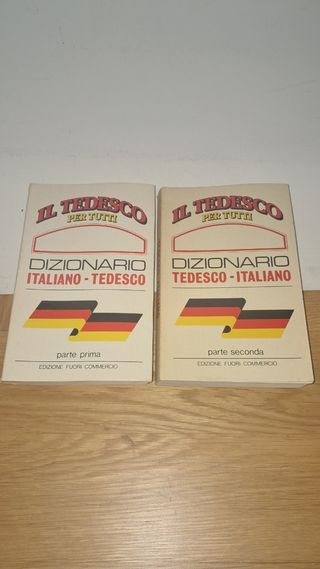 IL TEDESCO
PER TUTTI
DIZIONARIO
ITALIANO - TEDESCO
parte prima
EDIZIONE FUORI COMMERCIO
IL TEDESCO
PER TUTTI
DIZIONARIO
TEDESCO - ITALIANO
parte seconda
EDIZIONE FUORI COMMERCIO